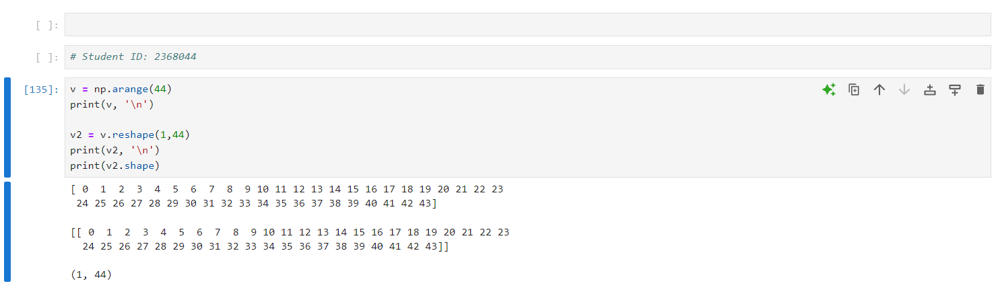 [ ]:
[ ]: # Student ID: 2368044
[135]: v = np.arange(44)
print(v, '\n')
v2 = v.reshape(1,44)
print(v2, '\n')
print(v2.shape)
[ 0  1  2  3  4  5  6  7  8  9 10 11 12 13 14 15 16 17 18 19 20 21 22 23
 24 25 26 27 28 29 30 31 32 33 34 35 36 37 38 39 40 41 42 43]
[[ 0  1  2  3  4  5  6  7  8  9 10 11 12 13 14 15 16 17 18 19 20 21 22 23
  24 25 26 27 28 29 30 31 32 33 34 35 36 37 38 39 40 41 42 43]]
(1, 44)